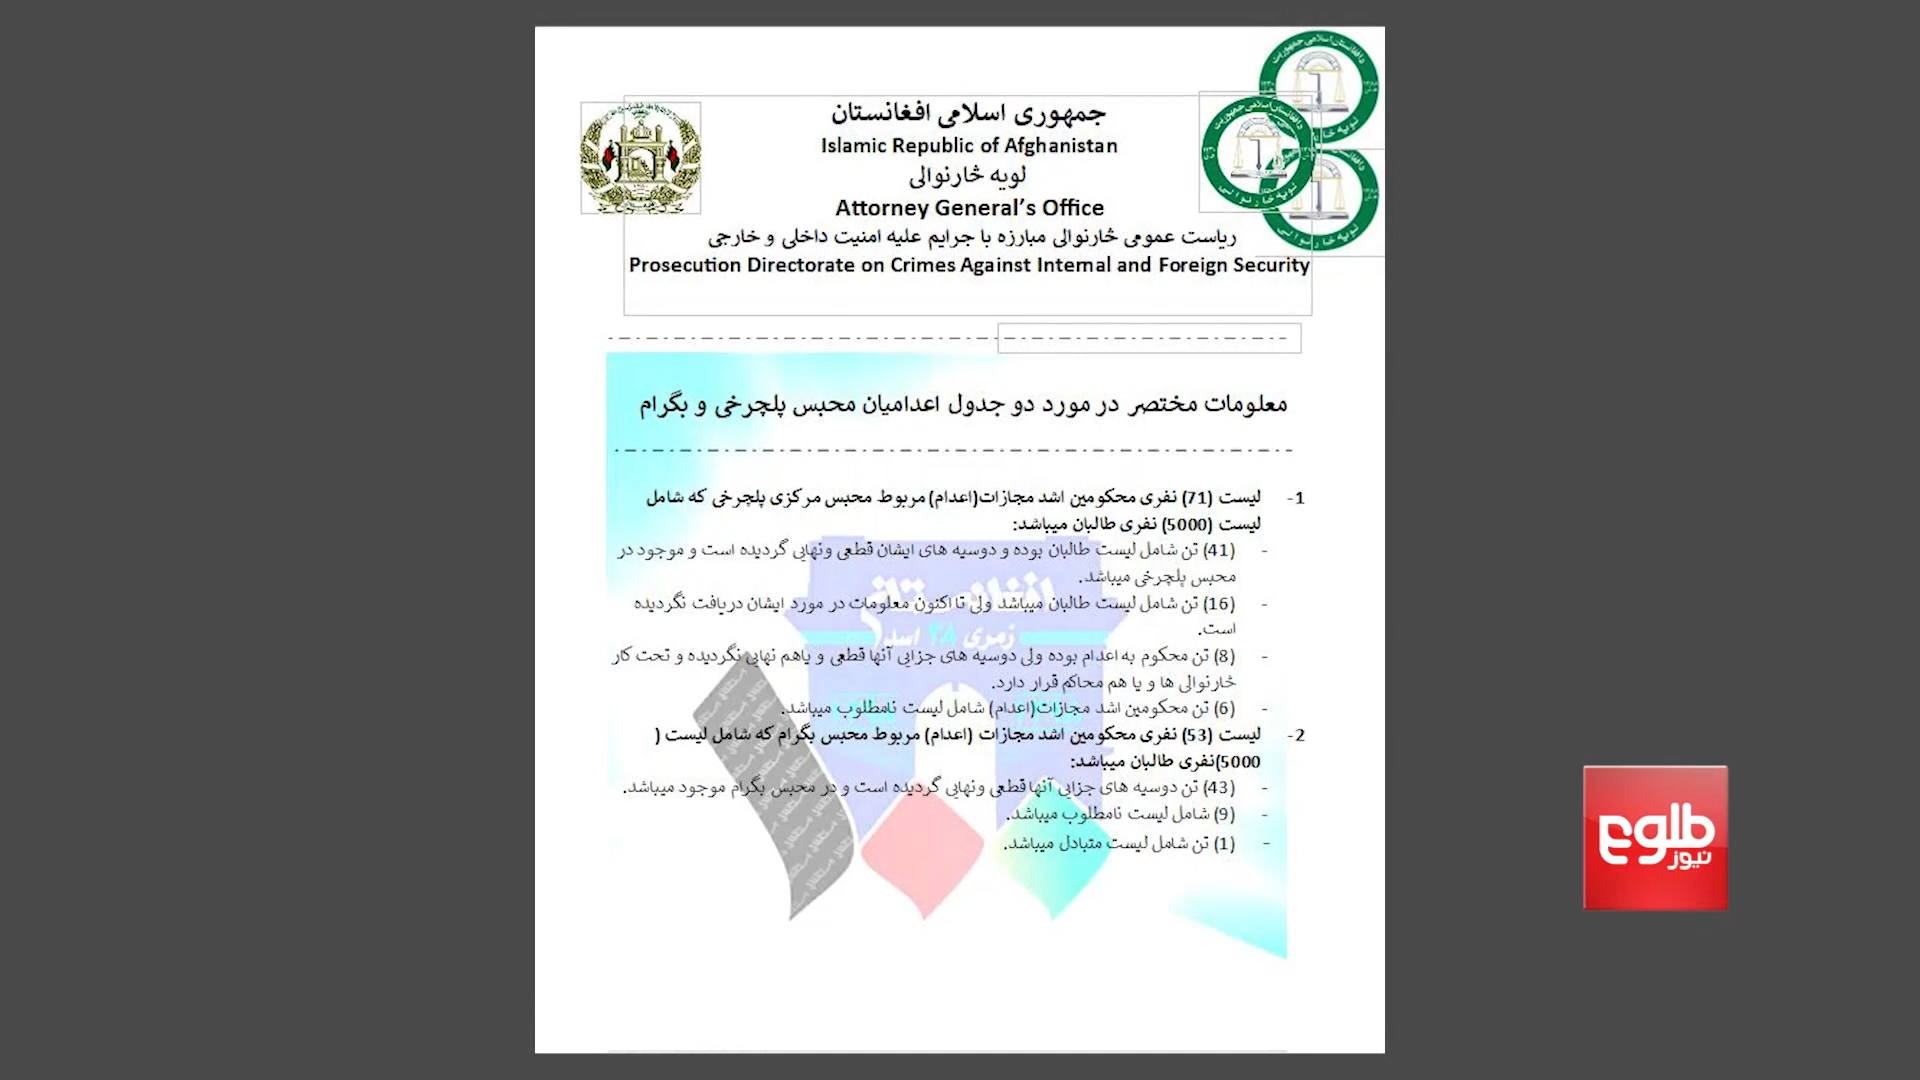 جمهوری اسلامی افغانستان
Islamic Republic of Afghanistan
لویه څارنوالی
Attorney General’s Office
ریاست عمومی څارنوالی مبارزه با جرایم علیه امنیت داخلی و خارجی
Prosecution Directorate on Crimes Against Internal and Foreign Security
معلومات مختصر در مورد دو جدول اعدامیان محبس پلچرخی و بگرام
1- لیست (71) نفری محکومین اشد مجازات(اعدام) مربوط محبس مرکزی پلچرخی که شامل
لیست (5000) نفری طالبان میباشد:
- (41) تن شامل لیست طالبان بوده و دوسیه های ایشان قطعی ونهایی گردیده است و موجود در
محبس پلچرخی میباشد.
- (16) تن شامل لیست طالبان میباشد ولی تا اکنون معلومات در مورد ایشان دریافت نگردیده
است.
- (8) تن محکوم به اعدام بوده ولی دوسیه های جزایی آنها قطعی و یاهم نهایی نگردیده و تحت کار
څارنوالی ها و یا هم محاکم قرار دارد.
- (6) تن محکومین اشد مجازات(اعدام) شامل لیست نامطلوب میباشد.
2- لیست (53) نفری محکومین اشد مجازات (اعدام) مربوط محبس بگرام که شامل لیست (
5000)نفری طالبان میباشد:
- (43) تن دوسیه های جزایی آنها قطعی ونهایی گردیده است و در محبس بگرام موجود میباشد.
- (9) شامل لیست نامطلوب میباشد.
- (1) تن شامل لیست متبادل میباشد.
افغانستان
زمری ۲۸ اسد
طلوع
نیوز